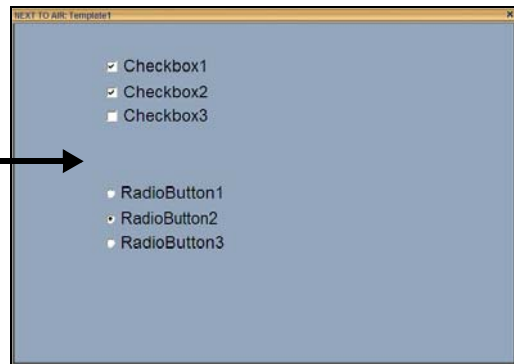 NEXT TO AIR: Template1
Checkbox1
Checkbox2
Checkbox3
RadioButton1
RadioButton2
RadioButton3